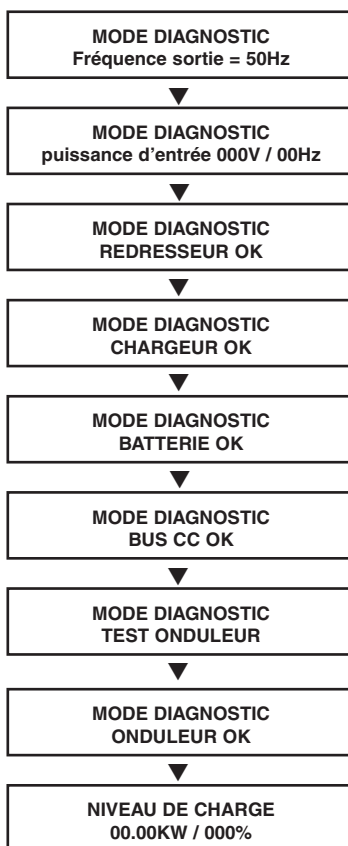 MODE DIAGNOSTIC
Fréquence sortie = 50Hz
MODE DIAGNOSTIC
puissance d'entrée 000V / 00Hz
MODE DIAGNOSTIC
REDRESSEUR OK
MODE DIAGNOSTIC
CHARGEUR OK
MODE DIAGNOSTIC
BATTERIE OK
MODE DIAGNOSTIC
BUS CC OK
MODE DIAGNOSTIC
TEST ONDULEUR
MODE DIAGNOSTIC
ONDULEUR OK
NIVEAU DE CHARGE
00.00KW / 000%